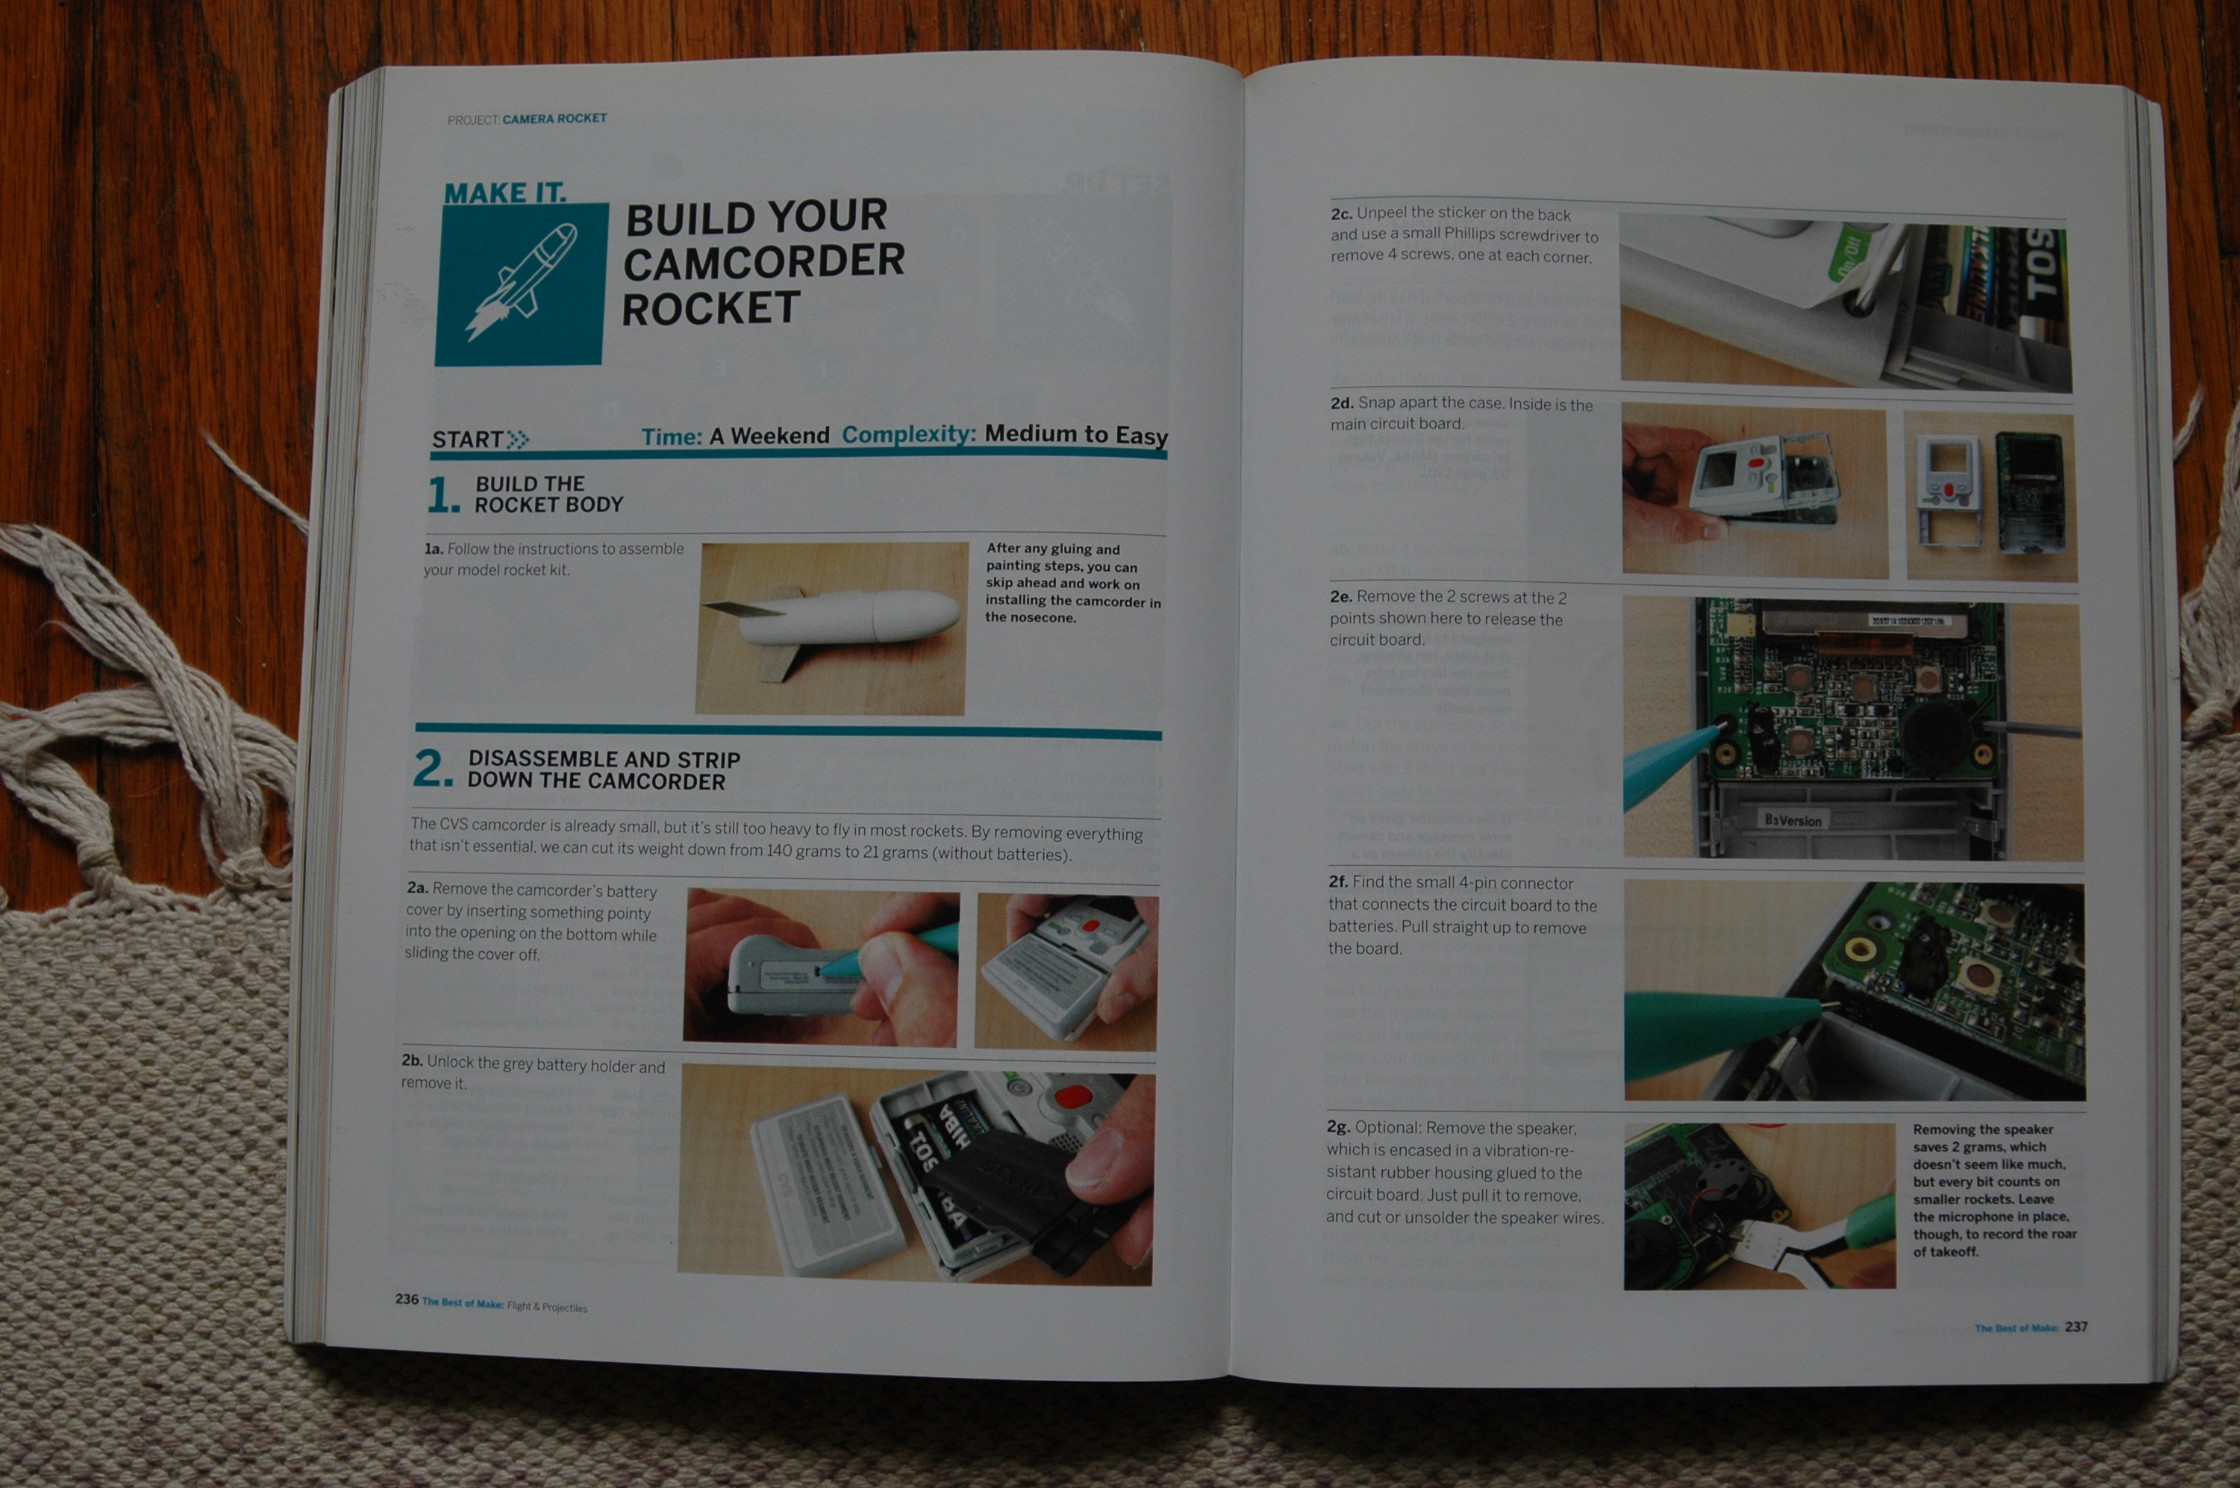 PROJECT: CAMERA ROCKET
MAKE IT.
BUILD YOUR
CAMCORDER
ROCKET
START
Time: A Weekend Complexity: Medium to Easy
1. BUILD THE
ROCKET BODY
1a. Follow the instructions to assemble
your model rocket kit.
After any gluing and
painting steps, you can
skip ahead and work on
installing the camcorder in
the nosecone.
2. DISASSEMBLE AND STRIP
DOWN THE CAMCORDER
The CVS camcorder is already small, but it's still too heavy to fly in most rockets. By removing everything
that isn't essential, we can cut its weight down from 140 grams to 21 grams (without batteries).
2a. Remove the camcorder's battery
cover by inserting something pointy
into the opening on the bottom while
sliding the cover off.
2b. Unlock the grey battery holder and
remove it.
CVS
236 The Best of Make: Flight & Projectiles
2c. Unpeel the sticker on the back
and use a small Phillips screwdriver to
remove 4 screws, one at each corner.
On/Off
TOS
ALKALINE
2d. Snap apart the case. Inside is the
main circuit board.
2e. Remove the 2 screws at the 2
points shown here to release the
circuit board.
B3Version
2f. Find the small 4-pin connector
that connects the circuit board to the
batteries. Pull straight up to remove
the board.
2g. Optional: Remove the speaker,
which is encased in a vibration-re-
sistant rubber housing glued to the
circuit board. Just pull it to remove,
and cut or unsolder the speaker wires.
Removing the speaker
saves 2 grams, which
doesn't seem like much,
but every bit counts on
smaller rockets. Leave
the microphone in place,
though, to record the roar
of takeoff.
The Best of Make: 237